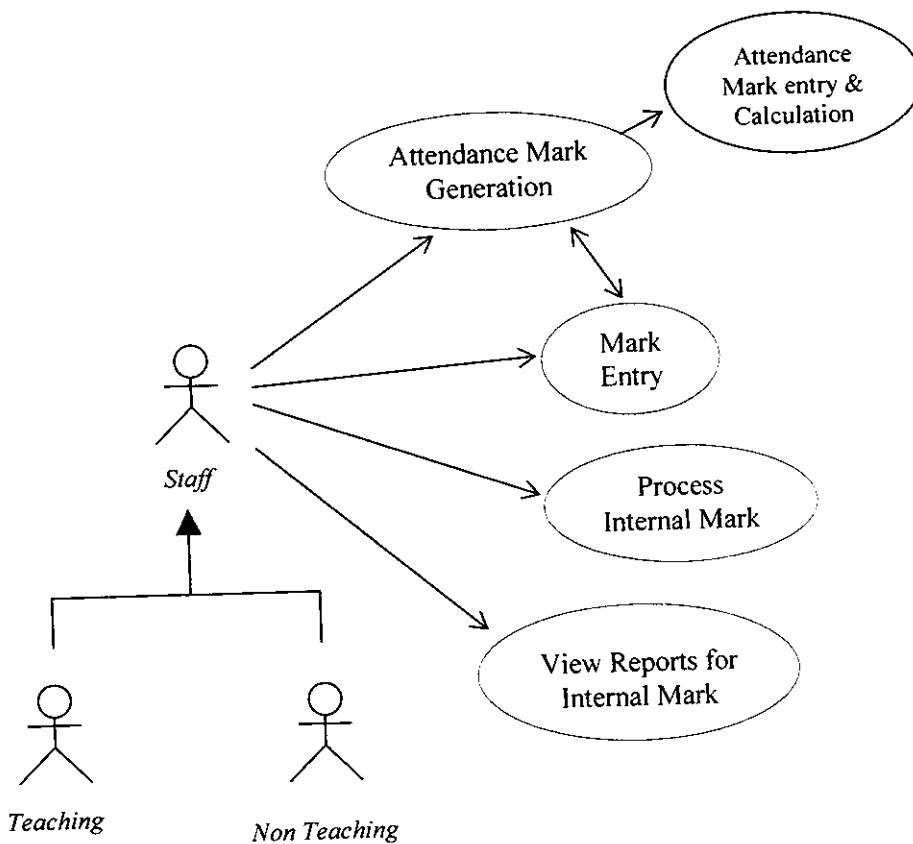 Attendance
Mark entry &
Calculation
Attendance Mark
Generation
Mark
Entry
Staff
Process
Internal Mark
View Reports for
Internal Mark
Teaching
Non Teaching